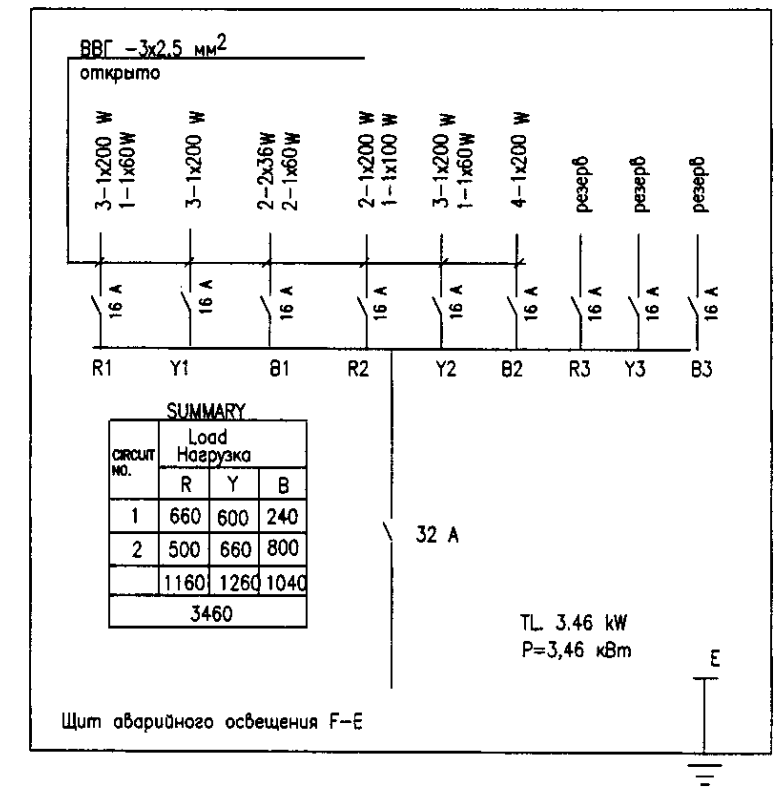 ВВГ -3x2,5 мм2
открыто
3-1x200 W
1-1x60W
3-1x200 W
2-2x36W
2-1x60W
2-1x200 W
1-1x100 W
3-1x200 W
1-1x60W
4-1x200 W
резерв
резерв
резерв
16 A
16 A
16 A
16 A
16 A
16 A
16 A
16 A
16 A
R1 Y1 B1 R2 Y2 B2 R3 Y3 B3
SUMMARY
CIRCUIT NO. Load
Нагрузка
R Y B
1 660 600 240
2 500 660 800
1160 1260 1040
3460
32 A
TL. 3.46 kW
P=3,46 кВт
E
Щит аварийного освещения F-E